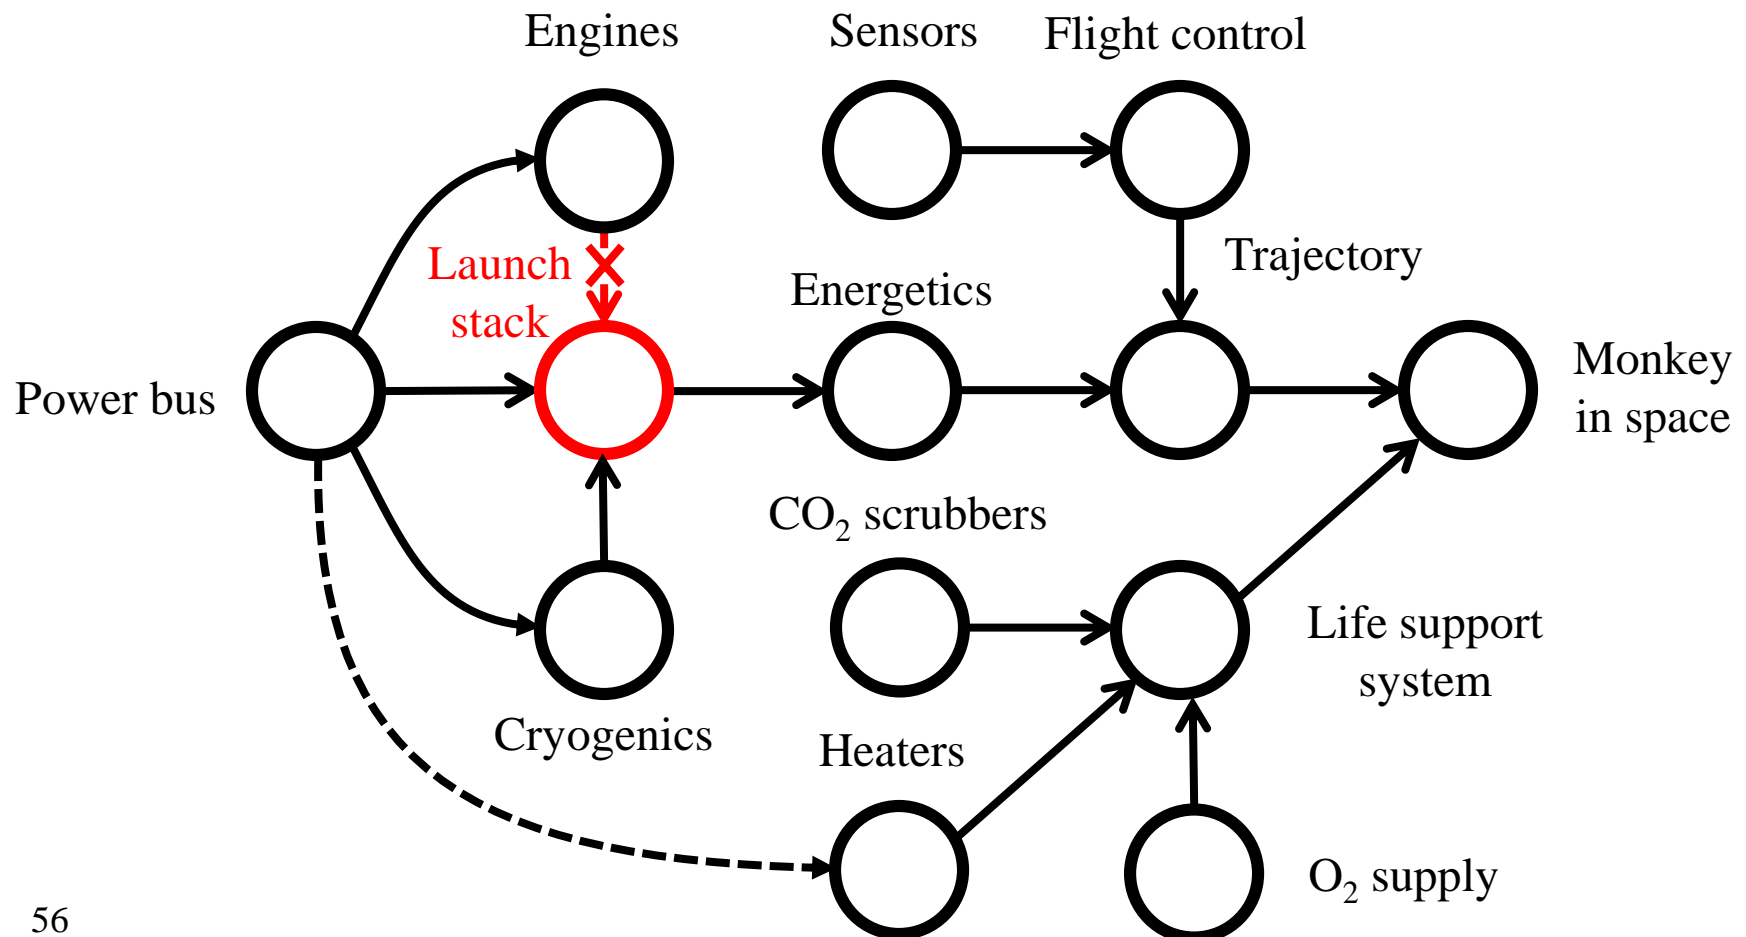 Engines
Sensors
Flight control
Launch
stack
Trajectory
Energetics
Power bus
Monkey
in space
CO₂ scrubbers
Life support
system
Cryogenics
Heaters
O₂ supply
56